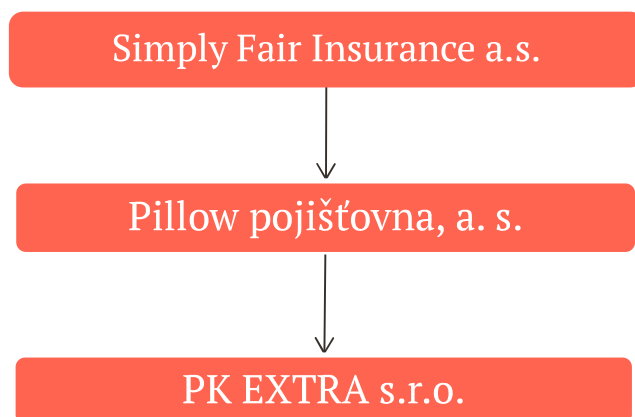 Simply Fair Insurance a.s.
Pillow pojišťovna, a. s.
PK EXTRA s.r.o.